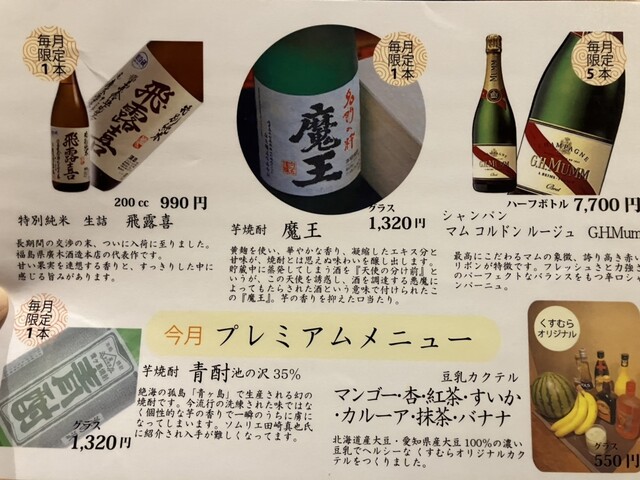 毎月
限定
1本
飛露喜
飛露喜
200cc 990円
特別純米 生詰 飛露喜
長期間の交渉の末、ついに入荷に至りました。
福島県廣木酒造本店の代表作です。
甘い果実を連想する香りと、すっきりした中に
感じる旨みがあります。
毎月
限定
1本
名門の粋
魔王
グラス
芋焼酎 魔王 1,320円
黄麹を使い、華やかな香り、凝縮したエキス分と
甘みが、焼酎とは思えぬ味わいを醸し出します。
貯蔵中に蒸発してしまう酒を『天使の分け前』と
いうが、この天使を誘惑し、酒を調達する悪魔に
よってもたらされた酒という意味で付けられたこ
の『魔王』。芋の香りを抑えた口当たり。
毎月
限定
5本
CHAMPAGNE
G.H.MUMM
Brut
ハーフボトル 7,700円
シャンパン
マム コルドン ルージュ G.H.Mum
最高にこだわるマムの象徴、誇り高き赤い
リボンが特徴です。フレッシュさと力強さ
のパーフェクトなバランスをもつ辛口シャ
ンパーニュ。
今月 プレミアムメニュー
毎月
限定
1本
青酎
グラス
1,320円
芋焼酎 青酎池の沢 35%
絶海の孤島「青ヶ島」で生産される幻の
焼酎です。今流行の洗練された味ではな
く個性的な芋の香りで一瞬のうちに虜に
なってしまいます。ソムリエ田崎真也氏
に紹介され入手が難しくなってます。
豆乳カクテル
マンゴー・杏・紅茶・すいか
・カルーア・抹茶・バナナ
北海道産大豆・愛知県産大豆100%の濃い
豆乳でヘルシーな くすむらオリジナルカク
テルをつくりました。
くすむら
オリジナル
グラス
550円